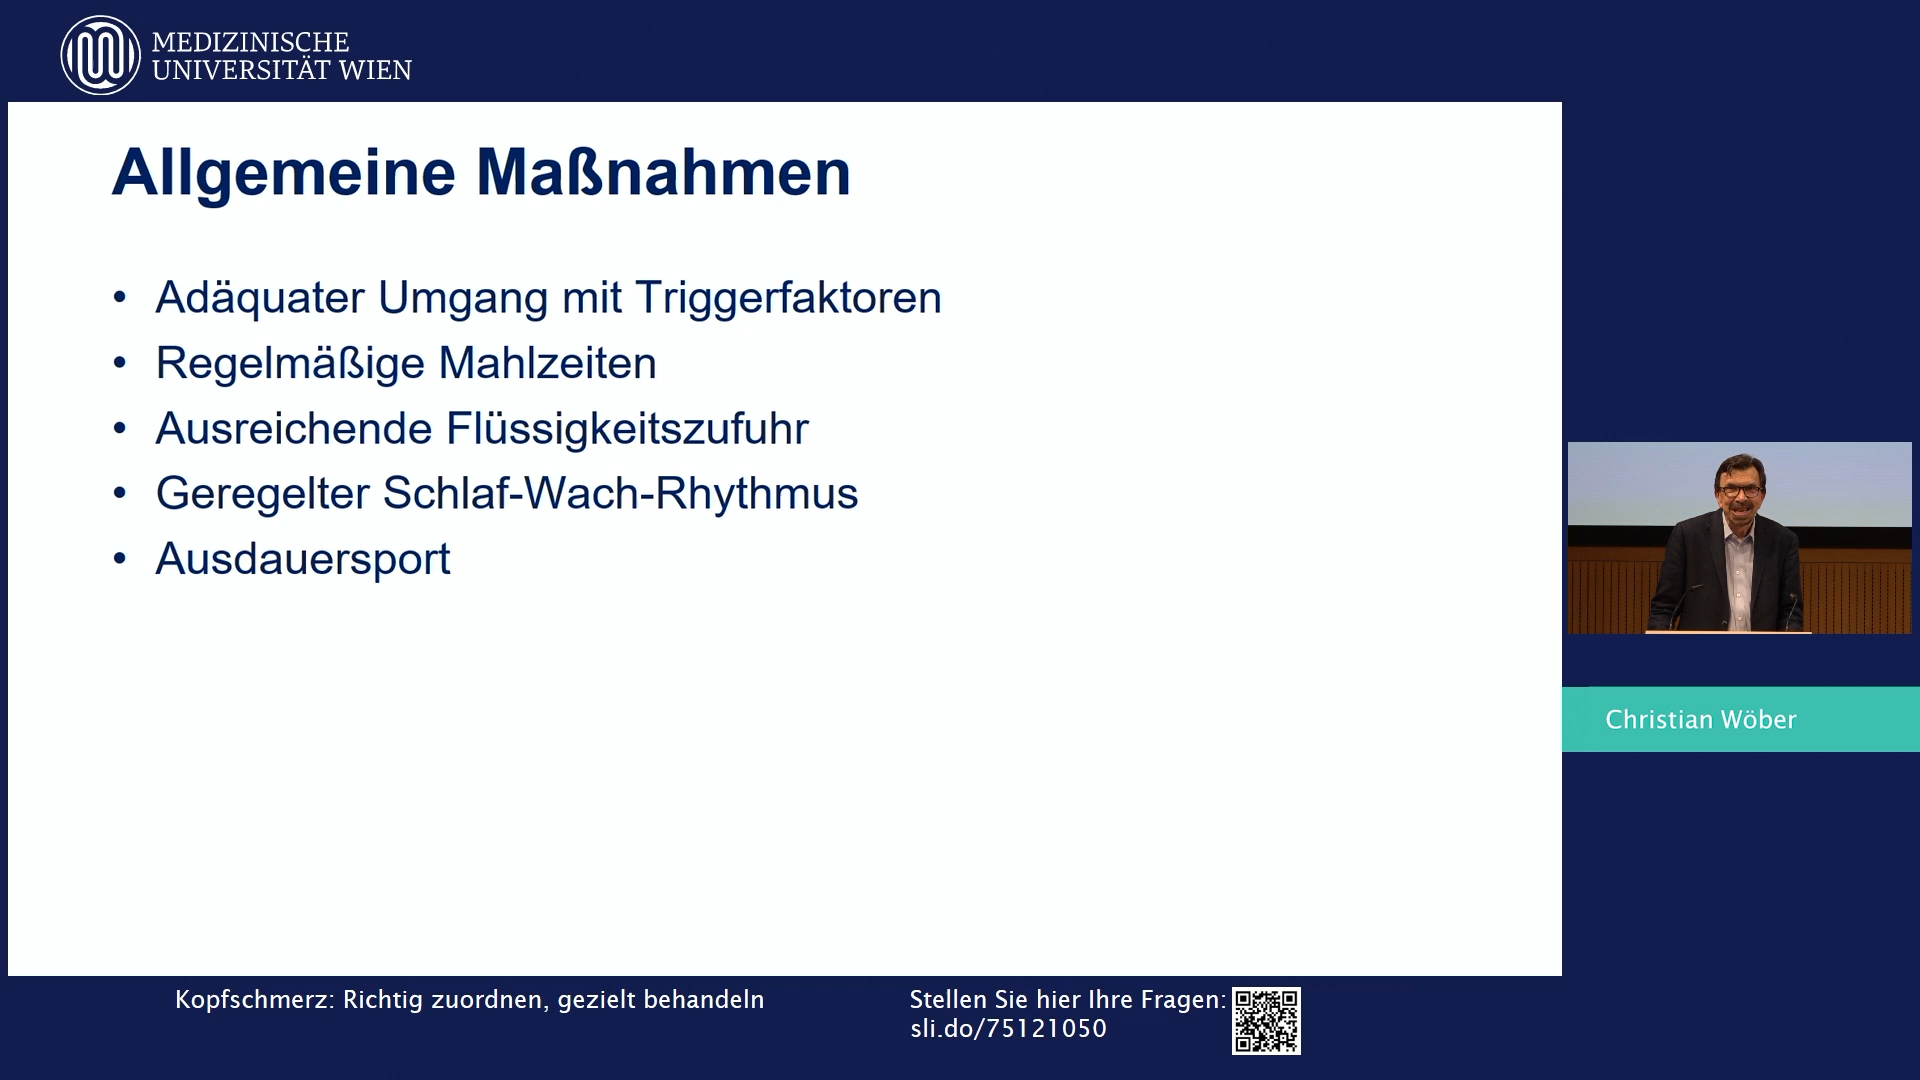 MEDIZINISCHE
UNIVERSITÄT WIEN
Allgemeine Maßnahmen
• Adäquater Umgang mit Triggerfaktoren
• Regelmäßige Mahlzeiten
• Ausreichende Flüssigkeitszufuhr
• Geregelter Schlaf-Wach-Rhythmus
• Ausdauersport
Christian Wöber
Kopfschmerz: Richtig zuordnen, gezielt behandeln
Stellen Sie hier Ihre Fragen:
sli.do/75121050